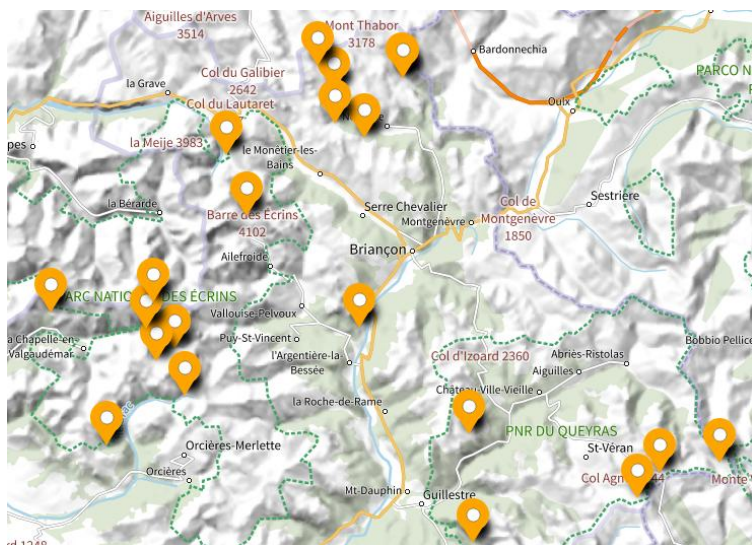 Aiguilles d'Arves
3514
Mont Thabor
3178
Bardonnechia
PARCO N
Col du Galibier
2642
la Grave
Col du Lautaret
Oulx
la Meije 3983
pes
le Monêtier-les-
Bains
Sestrière
Serre Chevalier
Col de
Montgenèvre
1850
la Bérarde
Barre des Écrins
4102
Montgenèvre
Briançon
Ailefroide
ARC NATIO DES ÉCRINS
Vallouise-Pelvoux
a Chapelle-en-
Valgaudémar
Puy-St-Vincent
Bobbio Pellice
l'Argentière-la-
Bessée
Col d'Izoard 2360
Abriès-Ristolas
Aiguilles
Château-Ville-Vieille
la Roche-de-Rame
PNR DU QUEYRAS
Orcières-Merlette
St-Véran
Orcières
Col Agn 44
Monte
Mt-Dauphin
Guillestre